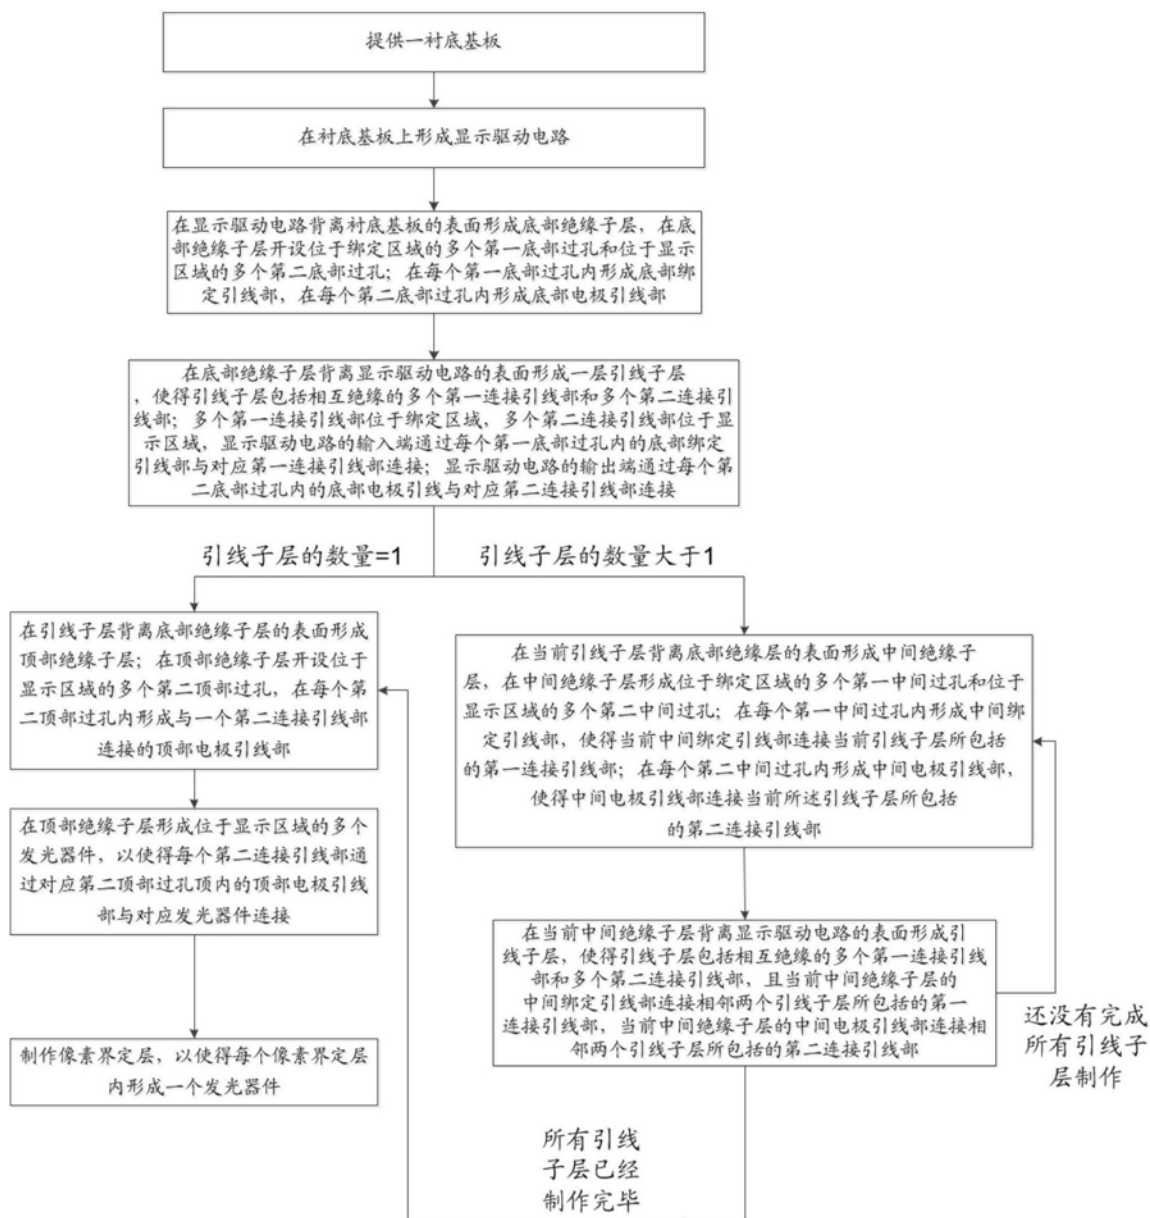 提供一衬底基板
在衬底基板上形成显示驱动电路
在显示驱动电路背离衬底基板的表面形成底部绝缘子层，在底
部绝缘子层开设位于绑定区域的多个第一底部过孔和位于显示
区域的多个第二底部过孔；在每个第一底部过孔内形成底部绑
定引线部，在每个第二底部过孔内形成底部电极引线部
在底部绝缘子层背离显示驱动电路的表面形成一层引线子层
，使得引线子层包括相互绝缘的多个第一连接引线部和多个第二连接引
线部；多个第一连接引线部位于绑定区域，多个第二连接引线部位于显
示区域，显示驱动电路的输入端通过每个第一底部过孔内的底部绑定
引线部与对应第一连接引线部连接；显示驱动电路的输出端通过每个第
二底部过孔内的底部电极引线与对应第二连接引线部连接
引线子层的数量=1
引线子层的数量大于1
在引线子层背离底部绝缘子层的表面形成
顶部绝缘子层；在顶部绝缘子层开设位于
显示区域的多个第二顶部过孔，在每个第
二顶部过孔内形成与一个第二连接引线部
连接的顶部电极引线部
在顶部绝缘子层形成位于显示区域的多个
发光器件，以使得每个第二连接引线部通
过对应第二顶部过孔顶内的顶部电极引线
部与对应发光器件连接
制作像素界定层，以使得每个像素界定层
内形成一个发光器件
在当前引线子层背离底部绝缘层的表面形成中间绝缘子
层，在中间绝缘子层形成位于绑定区域的多个第一中间过孔和位于
显示区域的多个第二中间过孔；在每个第一中间过孔内形成中间绑
定引线部，使得当前中间绑定引线部连接当前引线子层所包括
的第一连接引线部；在每个第二中间过孔内形成中间电极引线部，
使得中间电极引线部连接当前所述引线子层所包括
的第二连接引线部
在当前中间绝缘子层背离显示驱动电路的表面形成引
线子层，使得引线子层包括相互绝缘的多个第一连接引线
部和多个第二连接引线部，且当前中间绝缘子层的
中间绑定引线部连接相邻两个引线子层所包括的第一
连接引线部，当前中间绝缘子层的中间电极引线部连接相
邻两个引线子层所包括的第二连接引线部
还没有完成
所有引线子
层制作
所有引线
子层已经
制作完毕